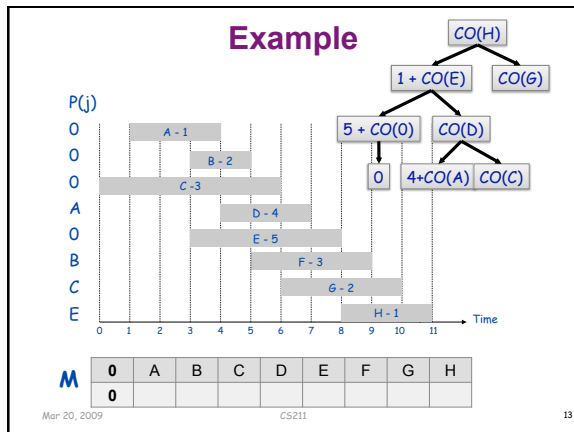 Example
CO(H)
1 + CO(E)
CO(G)
5 + CO(0)
CO(D)
0
4+CO(A)
CO(C)
P(j)
0
A - 1
0
B - 2
0
C -3
A
D - 4
0
E - 5
B
F - 3
C
G - 2
E
H - 1
0 1 2 3 4 5 6 7 8 9 10 11
Time
M
0 A B C D E F G H
0
Mar 20, 2009
CS211
13